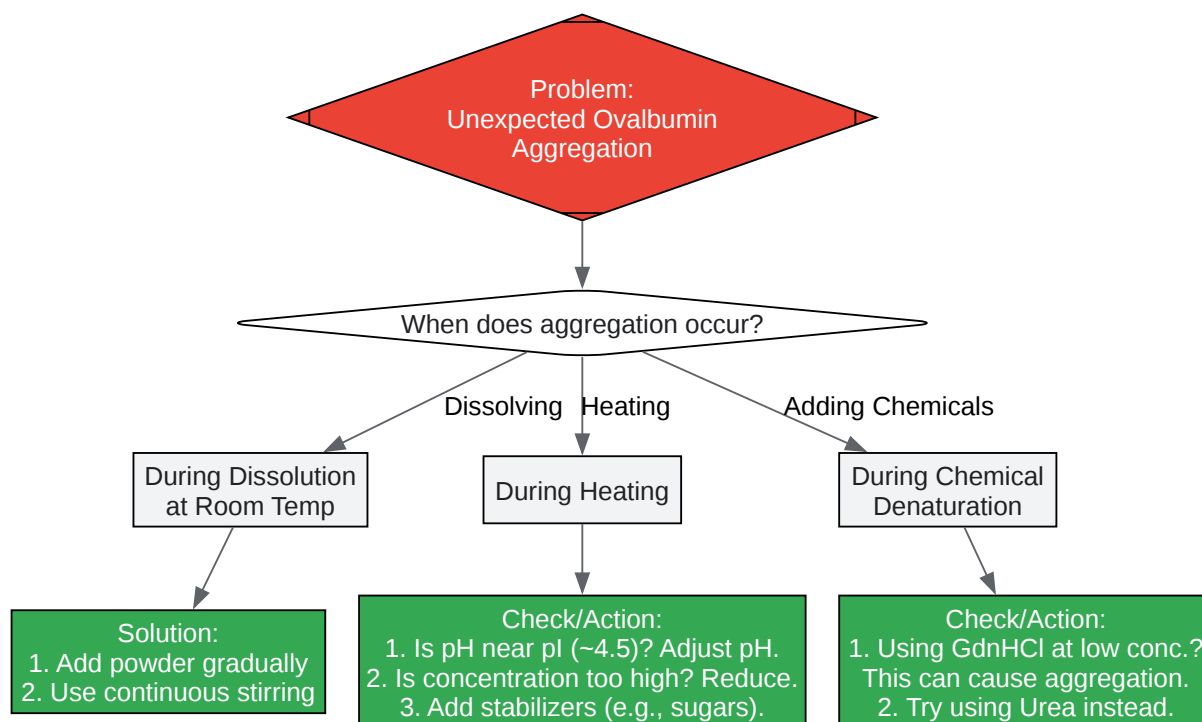 Problem:
Unexpected Ovalbumin
Aggregation
When does aggregation occur?
Dissolving
Heating
Adding Chemicals
During Dissolution
at Room Temp
During Heating
During Chemical
Denaturation
Solution:
1. Add powder gradually
2. Use continuous stirring
Check/Action:
1. Is pH near pI (~4.5)? Adjust pH.
2. Is concentration too high? Reduce.
3. Add stabilizers (e.g., sugars).
Check/Action:
1. Using GdnHCl at low conc.?
This can cause aggregation.
2. Try using Urea instead.